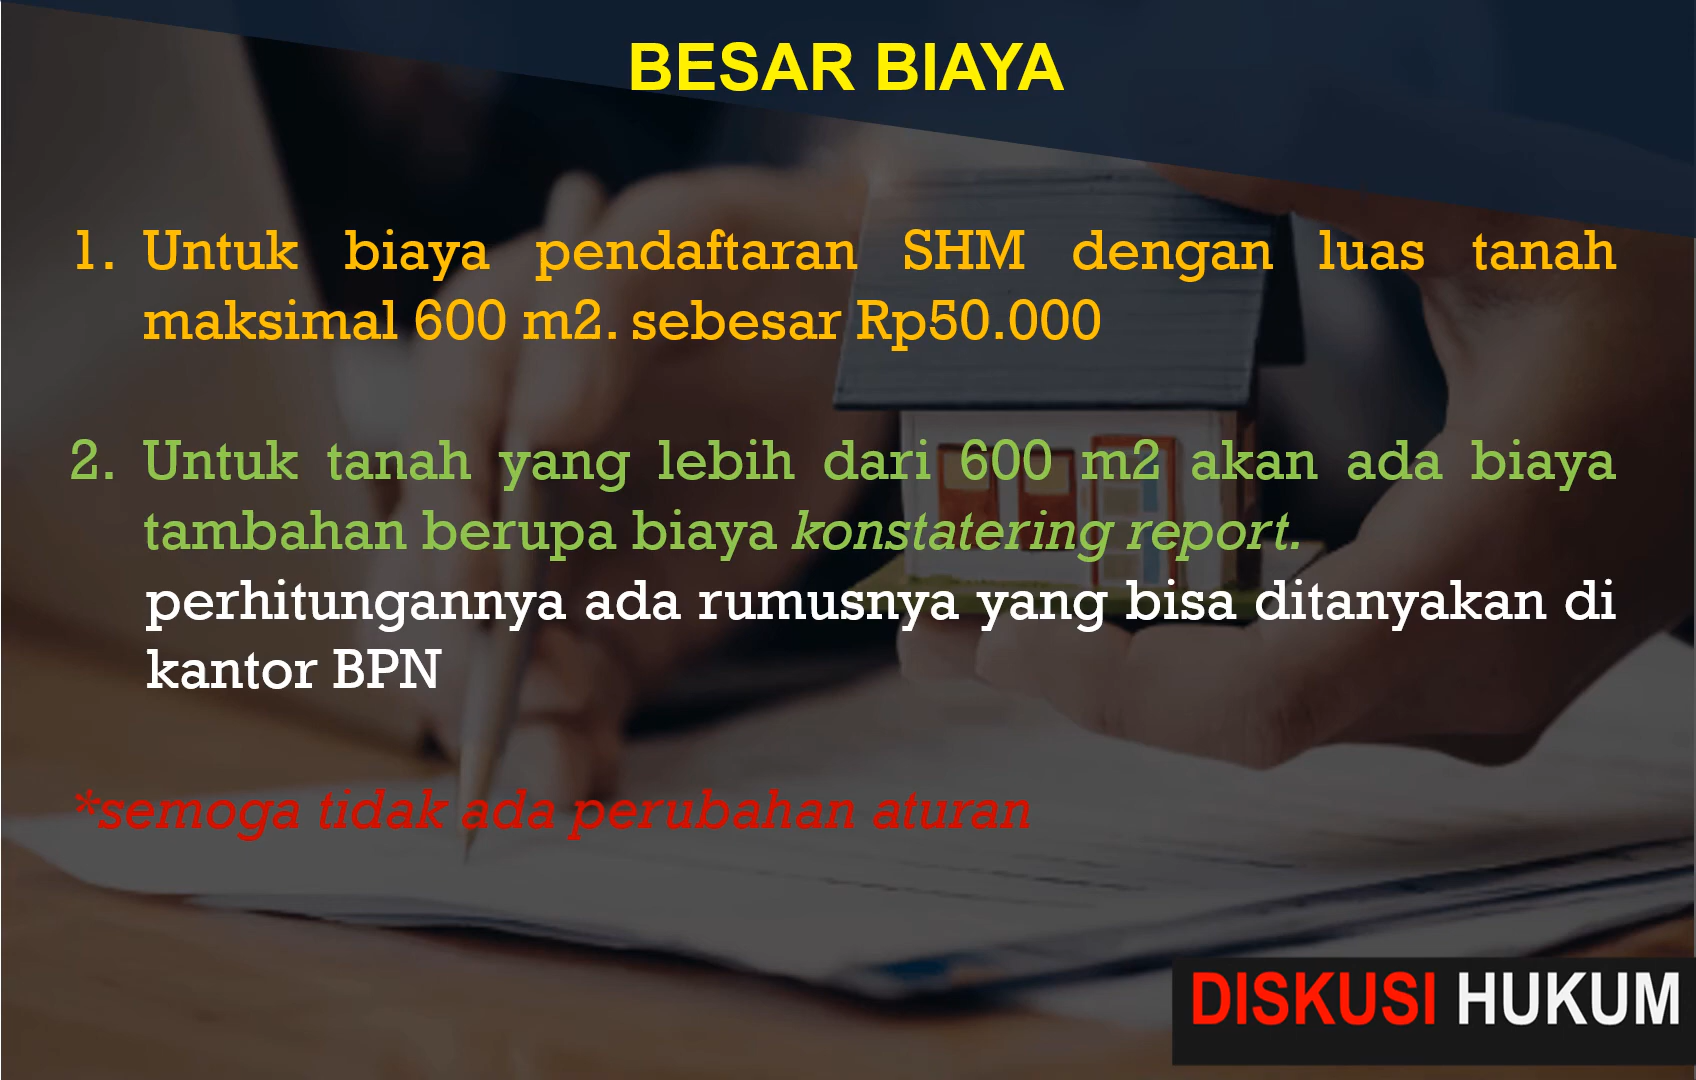 BESAR BIAYA
1. Untuk biaya pendaftaran SHM dengan luas tanah
maksimal 600 m2. sebesar Rp50.000
2. Untuk tanah yang lebih dari 600 m2 akan ada biaya
tambahan berupa biaya konstatering report.
perhitungannya ada rumusnya yang bisa ditanyakan di
kantor BPN
*semoga tidak ada perubahan aturan
DISKUSI HUKUM